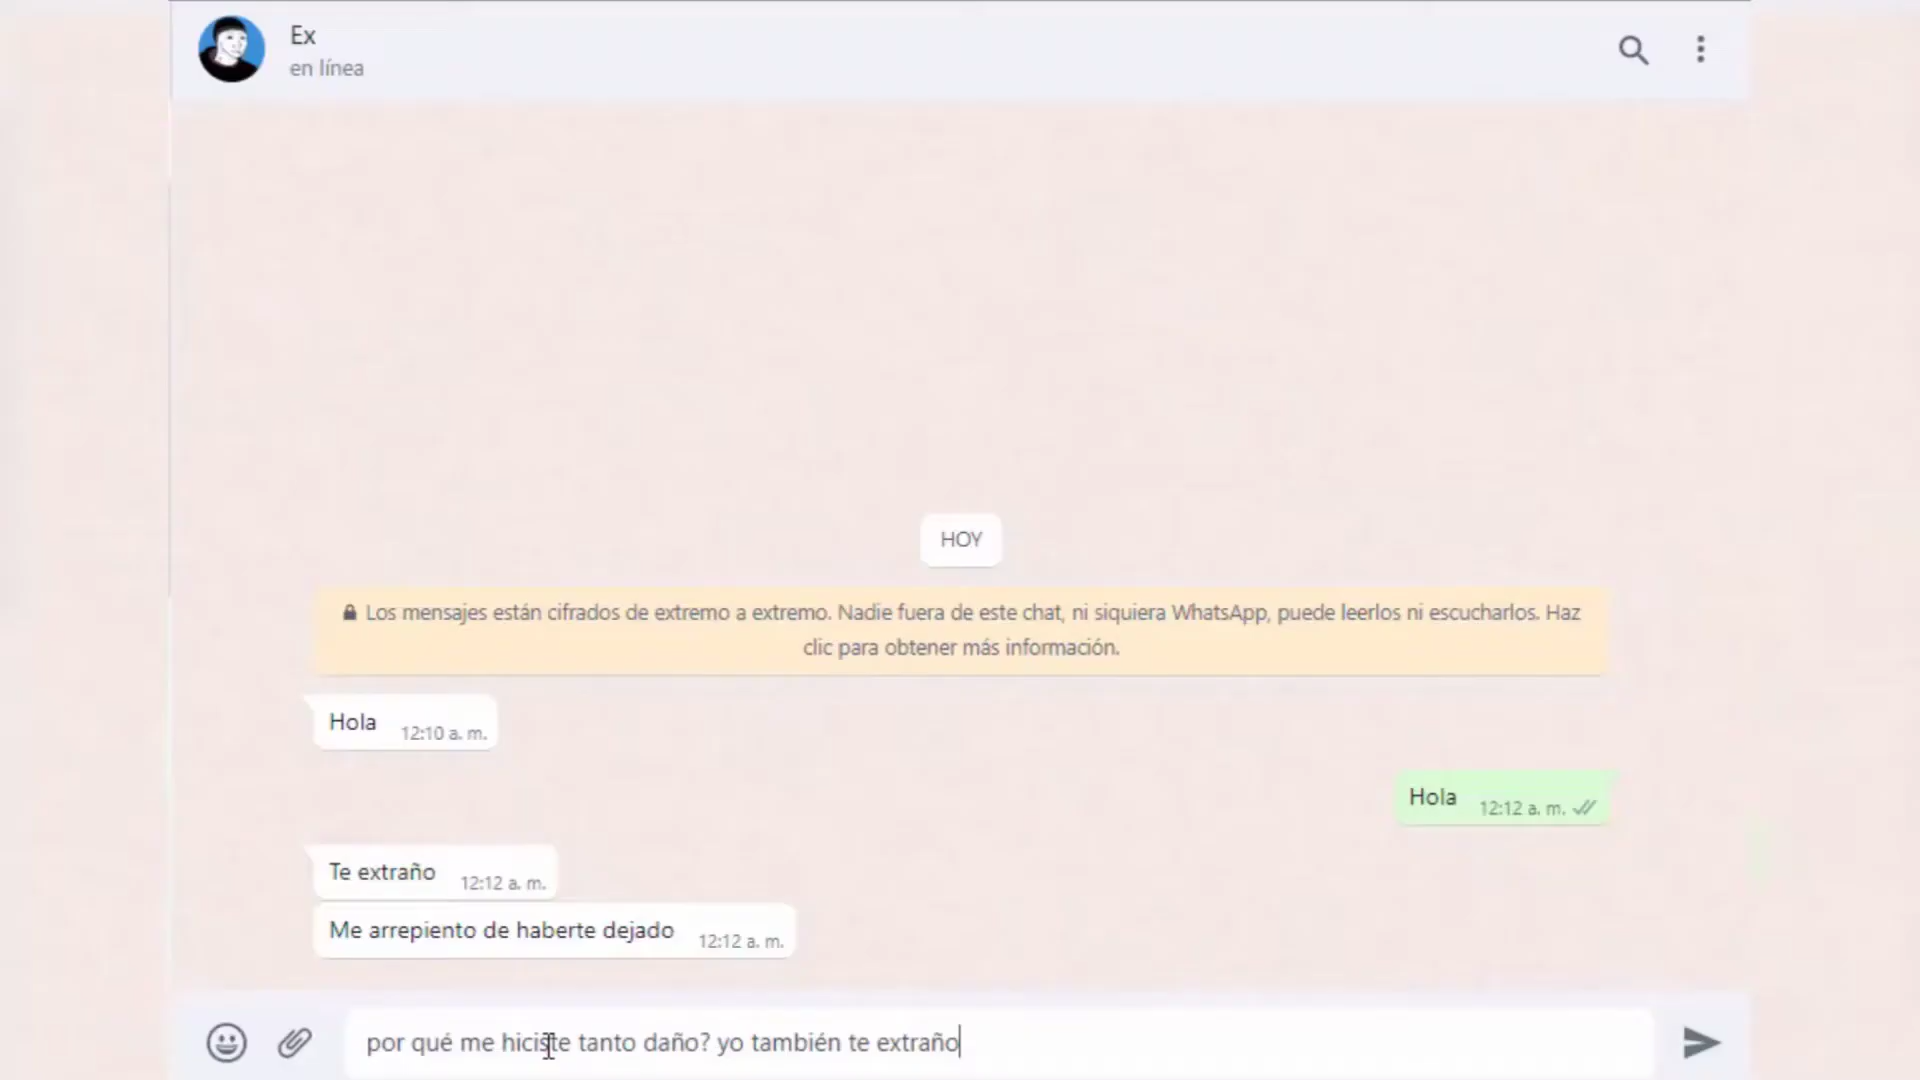 Ex
en línea
HOY
Los mensajes están cifrados de extremo a extremo. Nadie fuera de este chat, ni siquiera WhatsApp, puede leerlos ni escucharlos. Haz
clic para obtener más información.
Hola 12:10 a. m.
Hola 12:12 a. m.
Te extraño 12:12 a. m.
Me arrepiento de haberte dejado 12:12 a. m.
por qué me hiciste tanto daño? yo también te extraño